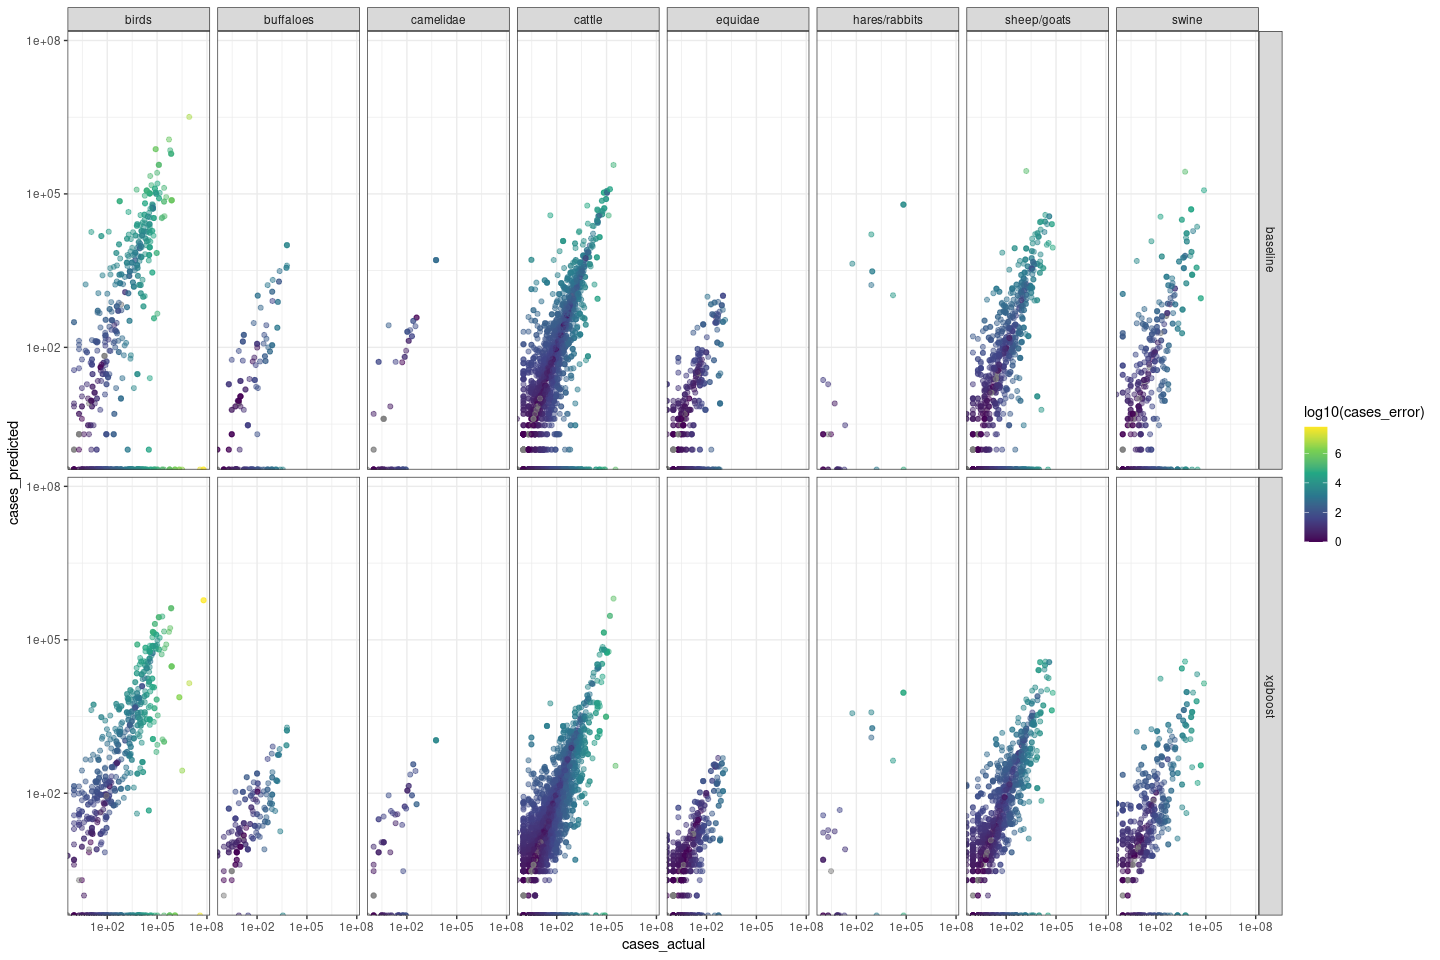 birds buffaloes camelidae cattle equidae hares/rabbits sheep/goats swine
1e+08
1e+05
1e+02
baseline
cases_predicted
1e+05
1e+02
1e+08
xgboost
1e+02 1e+05 1e+08 1e+02 1e+05 1e+08 1e+02 1e+05 1e+08 1e+02 1e+05 1e+08 1e+02 1e+05 1e+08 1e+02 1e+05 1e+08 1e+02 1e+05 1e+08 1e+02 1e+05 1e+08
cases_actual
log10(cases_error)
6
4
2
0